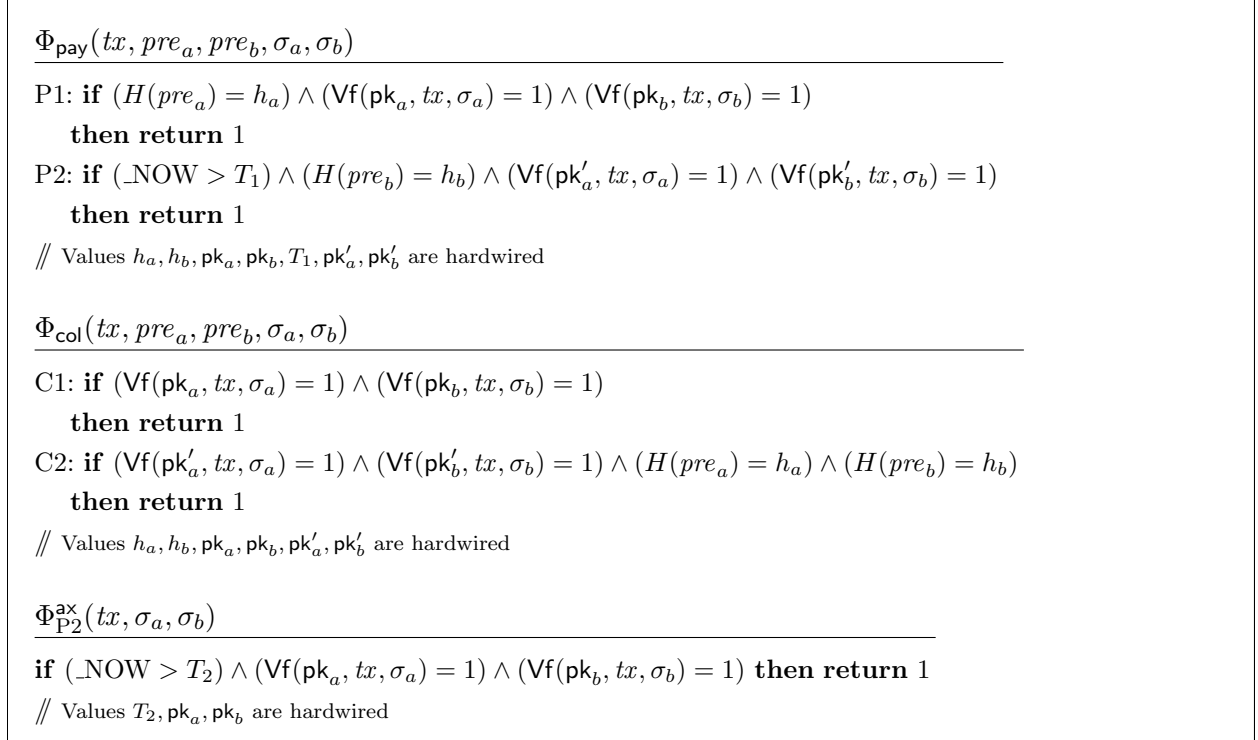 Φ_pay(tx, pre_a, pre_b, σ_a, σ_b)
P1: if (H(pre_a) = h_a) ∧ (Vf(pk_a, tx, σ_a) = 1) ∧ (Vf(pk_b, tx, σ_b) = 1)
then return 1
P2: if (_NOW > T_1) ∧ (H(pre_b) = h_b) ∧ (Vf(pk'_a, tx, σ_a) = 1) ∧ (Vf(pk'_b, tx, σ_b) = 1)
then return 1
// Values h_a, h_b, pk_a, pk_b, T_1, pk'_a, pk'_b are hardwired
Φ_col(tx, pre_a, pre_b, σ_a, σ_b)
C1: if (Vf(pk_a, tx, σ_a) = 1) ∧ (Vf(pk_b, tx, σ_b) = 1)
then return 1
C2: if (Vf(pk'_a, tx, σ_a) = 1) ∧ (Vf(pk'_b, tx, σ_b) = 1) ∧ (H(pre_a) = h_a) ∧ (H(pre_b) = h_b)
then return 1
// Values h_a, h_b, pk_a, pk_b, pk'_a, pk'_b are hardwired
Φ^ax_P2(tx, σ_a, σ_b)
if (_NOW > T_2) ∧ (Vf(pk_a, tx, σ_a) = 1) ∧ (Vf(pk_b, tx, σ_b) = 1) then return 1
// Values T_2, pk_a, pk_b are hardwired